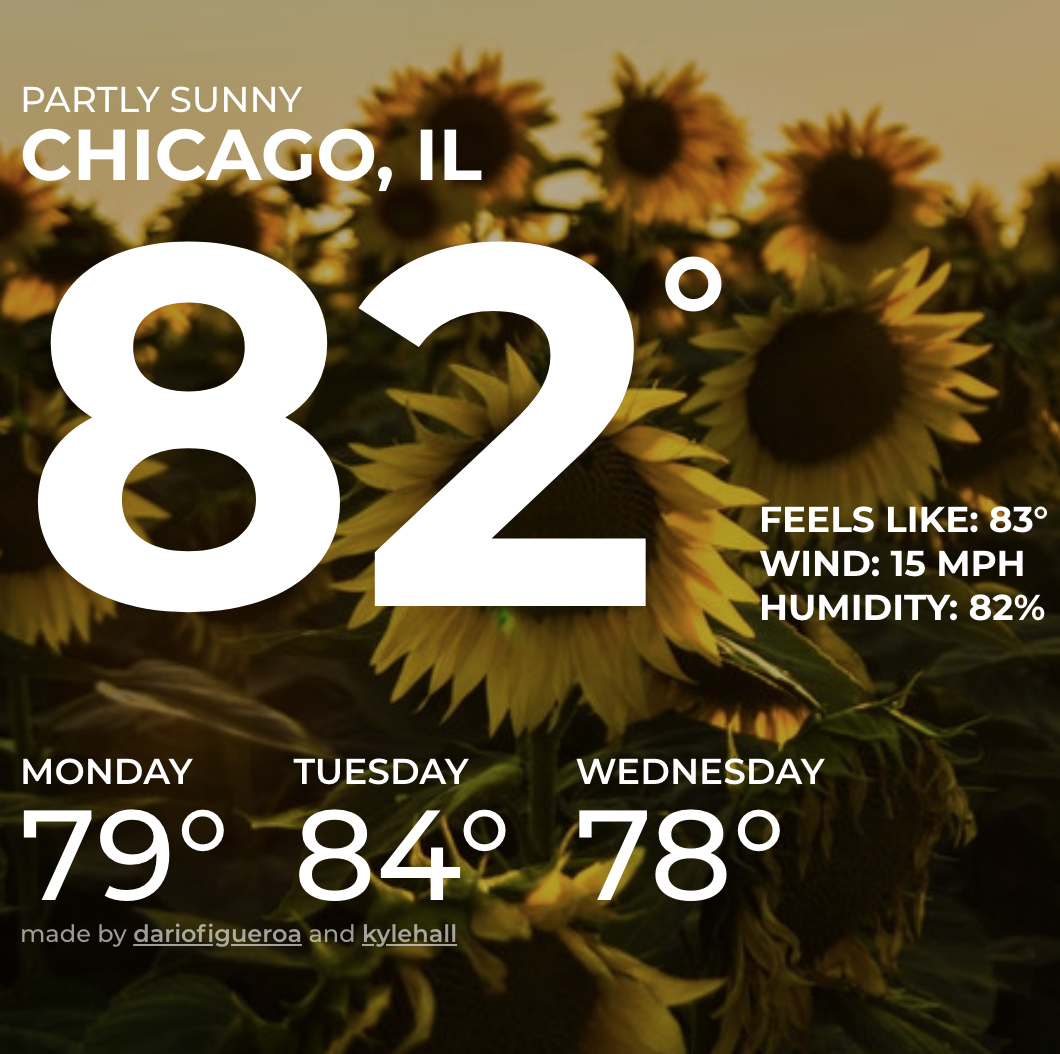 PARTLY SUNNY
CHICAGO, IL
82°
FEELS LIKE: 83°
WIND: 15 MPH
HUMIDITY: 82%
MONDAY TUESDAY WEDNESDAY
79° 84° 78°
made by dariofigueroa and kylehall